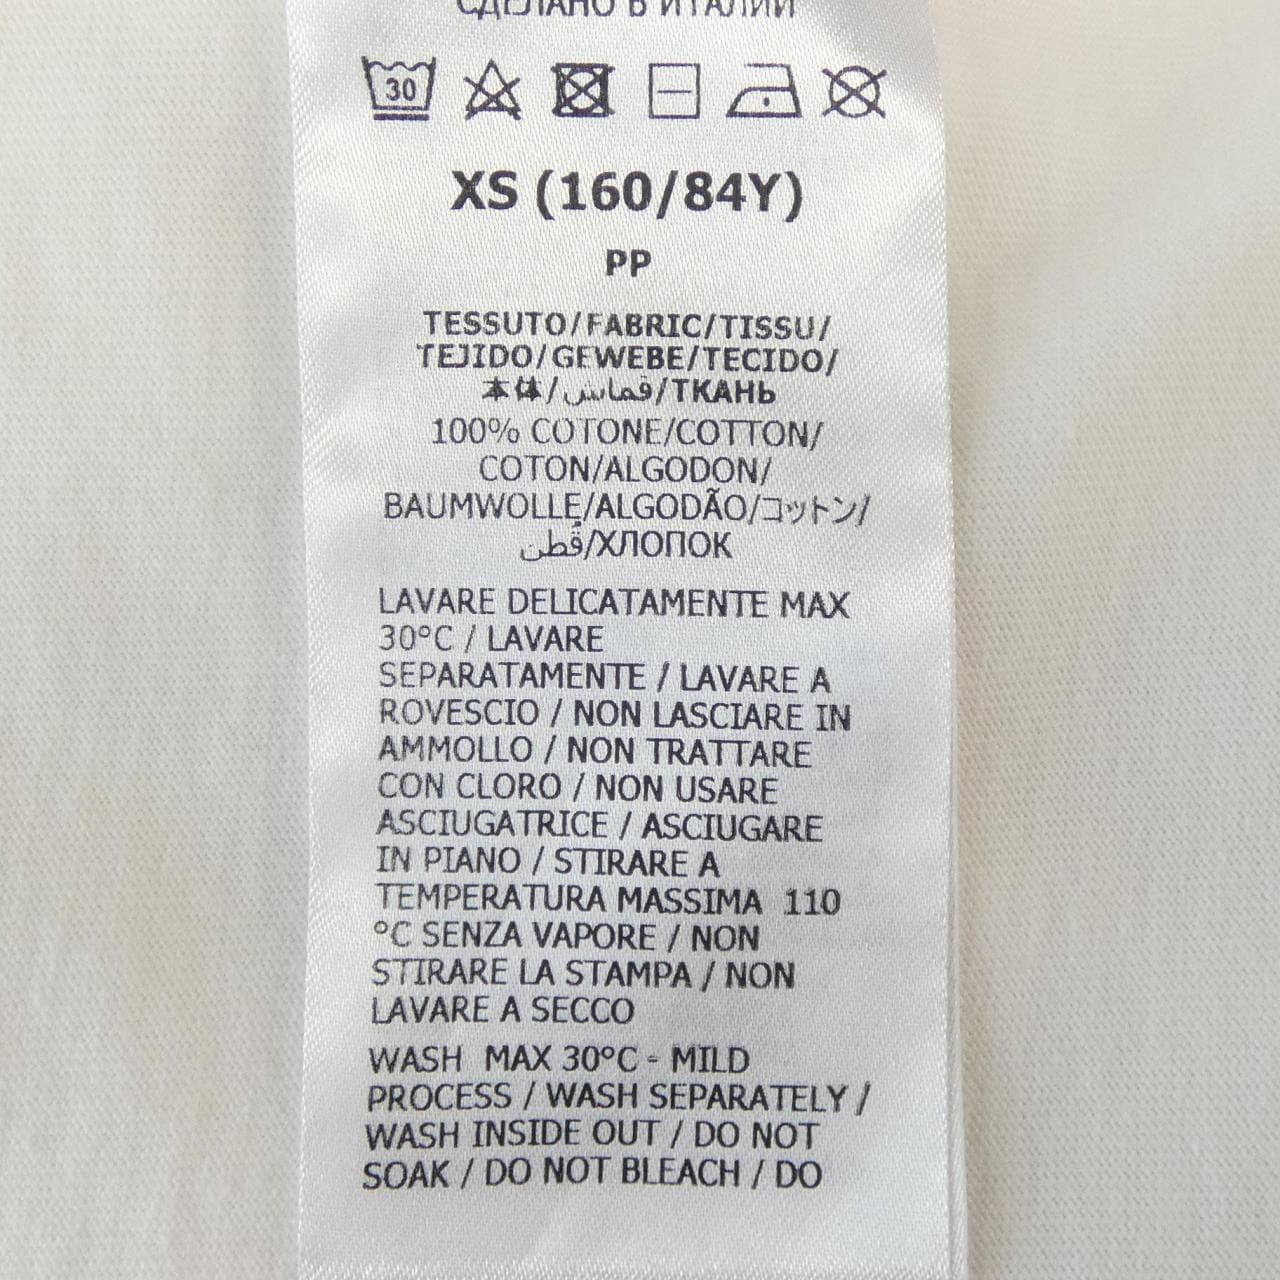 СДЕЛАНО В ИТАЛИИ
30
XS (160/84Y)
PP
TESSUTO/FABRIC/TISSU/
TEJIDO/GEWEBE/TECIDO/
本体/قماش/ТКАНЬ
100% COTONE/COTTON/
COTON/ALGODON/
BAUMWOLLE/ALGODÃO/コットン/
قطن/ХЛОПОК
LAVARE DELICATAMENTE MAX
30°C / LAVARE
SEPARATAMENTE / LAVARE A
ROVESCIO / NON LASCIARE IN
AMMOLLO / NON TRATTARE
CON CLORO / NON USARE
ASCIUGATRICE / ASCIUGARE
IN PIANO / STIRARE A
TEMPERATURA MASSIMA 110
°C SENZA VAPORE / NON
STIRARE LA STAMPA / NON
LAVARE A SECCO
WASH MAX 30°C - MILD
PROCESS / WASH SEPARATELY /
WASH INSIDE OUT / DO NOT
SOAK / DO NOT BLEACH / DO